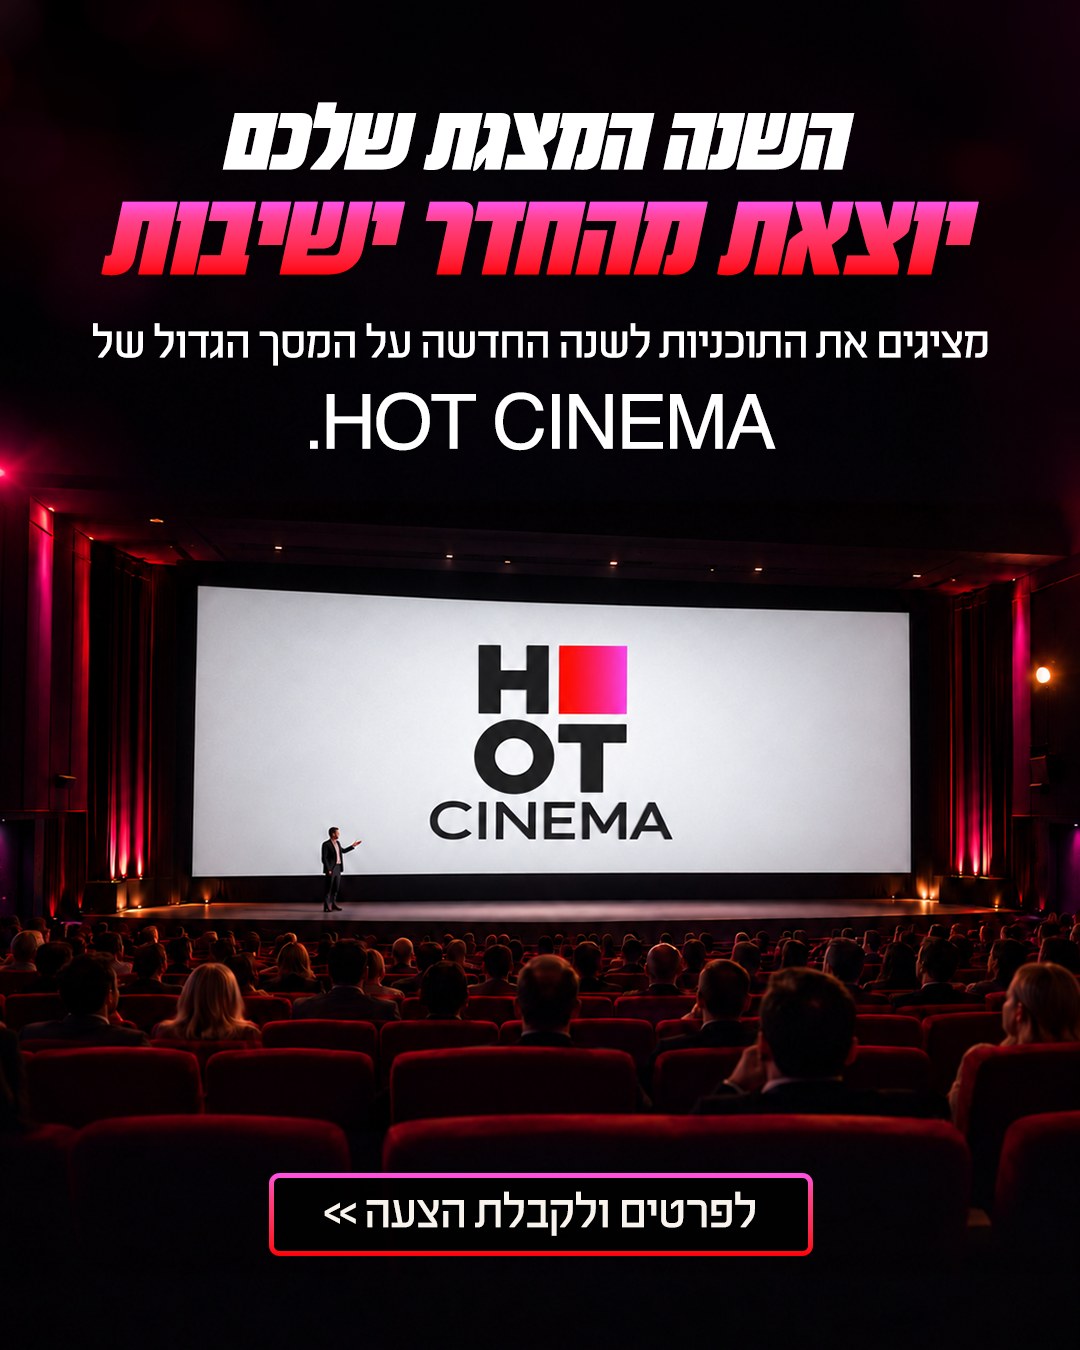 השנה המצגת שלכם
יוצאת מהחדר ישיבות
מציגים את התוכניות לשנה החדשה על המסך הגדול של
HOT CINEMA.
H
OT
CINEMA
לפרטים ולקבלת הצעה >>